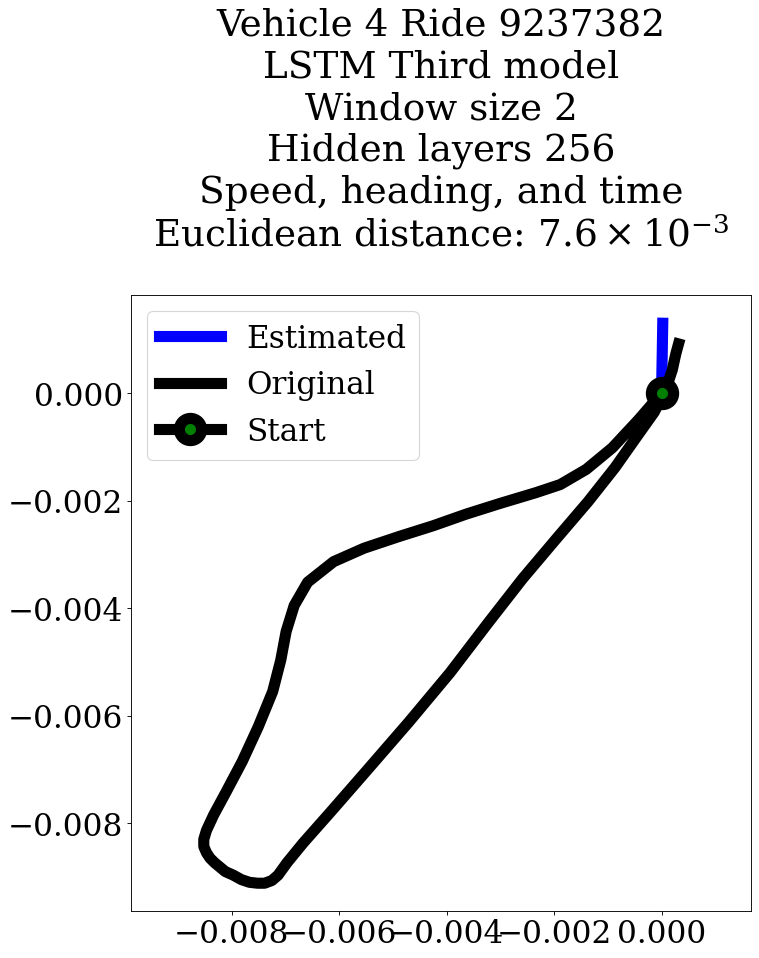 Vehicle 4 Ride 9237382
LSTM Third model
Window size 2
Hidden layers 256
Speed, heading, and time
Euclidean distance: 7.6 × 10⁻³
Estimated
Original
Start
0.000
−0.002
−0.004
−0.006
−0.008
−0.008 −0.006 −0.004 −0.002 0.000